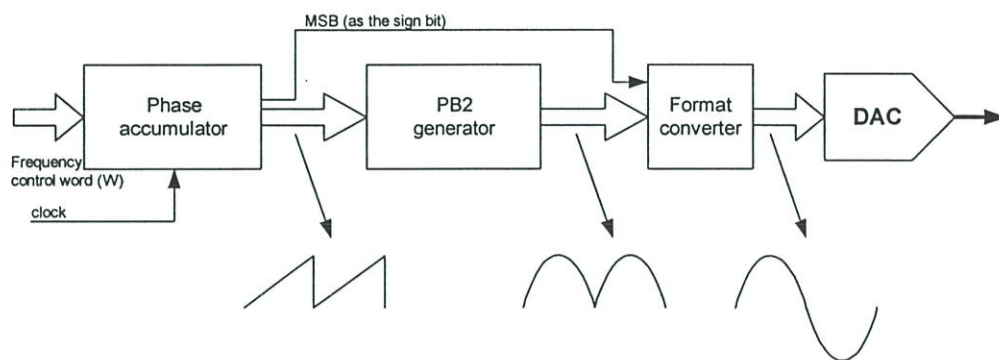 MSB (as the sign bit)
Phase
accumulator
PB2
generator
Format
converter
DAC
Frequency
control word (W)
clock